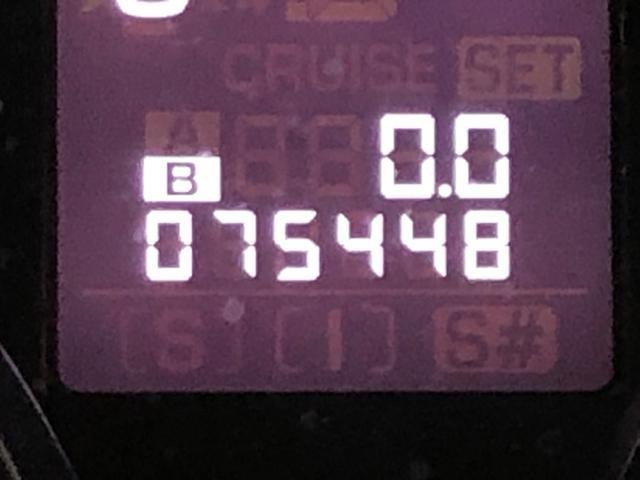 CRUISE SET
A
B 0.0
075448
[S] [I] S#